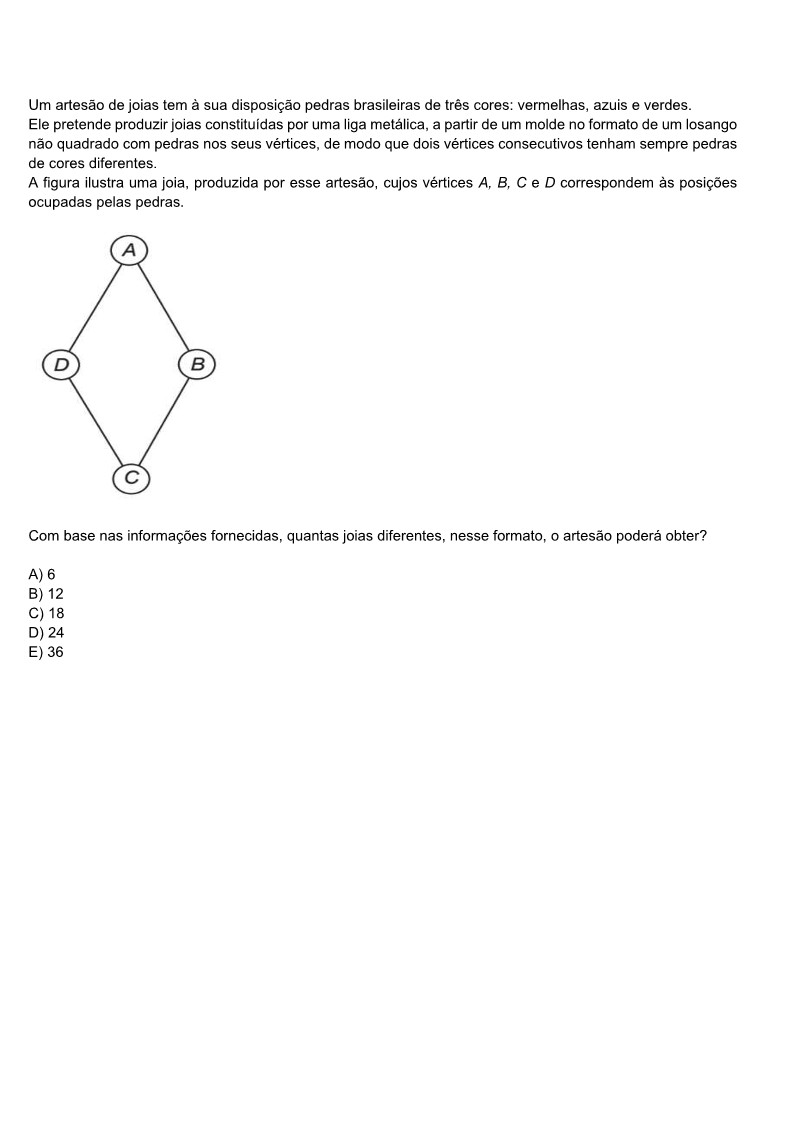 Um artesão de joias tem à sua disposição pedras brasileiras de três cores: vermelhas, azuis e verdes.
Ele pretende produzir joias constituídas por uma liga metálica, a partir de um molde no formato de um losango
não quadrado com pedras nos seus vértices, de modo que dois vértices consecutivos tenham sempre pedras
de cores diferentes.
A figura ilustra uma joia, produzida por esse artesão, cujos vértices A, B, C e D correspondem às posições
ocupadas pelas pedras.
A
D
B
C
Com base nas informações fornecidas, quantas joias diferentes, nesse formato, o artesão poderá obter?
A) 6
B) 12
C) 18
D) 24
E) 36